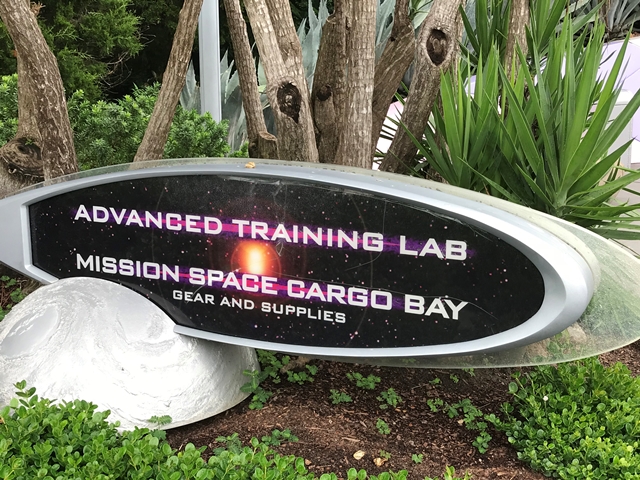 ADVANCED TRAINING LAB
MISSION SPACE CARGO BAY
GEAR AND SUPPLIES